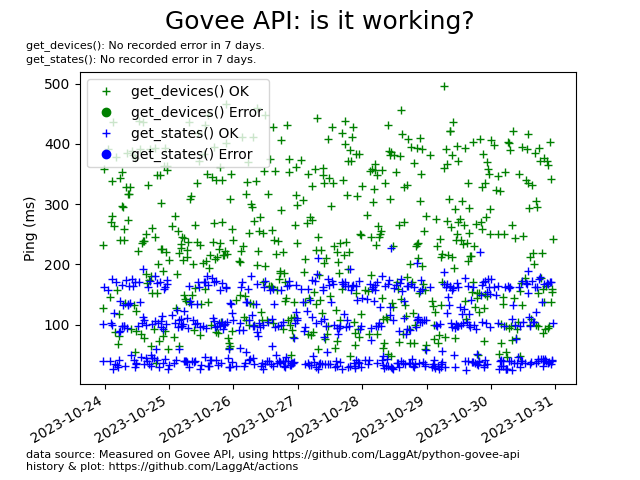 Govee API: is it working?
get_devices(): No recorded error in 7 days.
get_states(): No recorded error in 7 days.
500
400
300
200
100
Ping (ms)
get_devices() OK
get_devices() Error
get_states() OK
get_states() Error
2023-10-24
2023-10-25
2023-10-26
2023-10-27
2023-10-28
2023-10-29
2023-10-30
2023-10-31
data source: Measured on Govee API, using https://github.com/LaggAt/python-govee-api
history & plot: https://github.com/LaggAt/actions